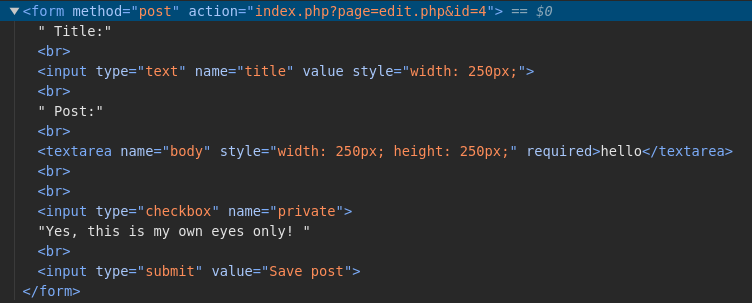 ▼<form method="post" action="index.php?page=edit.php&id=4"> == $0
" Title:"
<br>
<input type="text" name="title" value style="width: 250px;">
<br>
" Post:"
<br>
<textarea name="body" style="width: 250px; height: 250px;" required>hello</textarea>
<br>
<br>
<input type="checkbox" name="private">
"Yes, this is my own eyes only! "
<br>
<input type="submit" value="Save post">
</form>